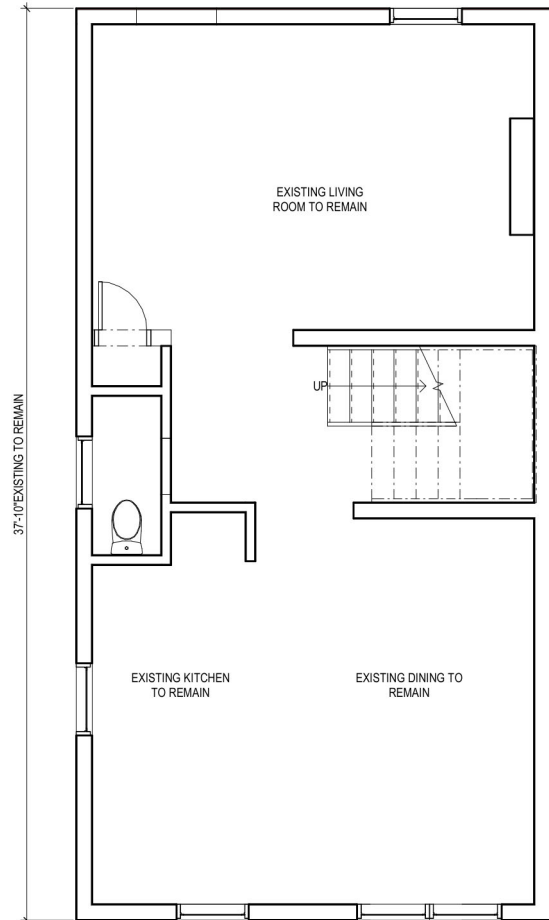 EXISTING LIVING
ROOM TO REMAIN
UP
37'-10"EXISTING TO REMAIN
EXISTING KITCHEN
TO REMAIN
EXISTING DINING TO
REMAIN